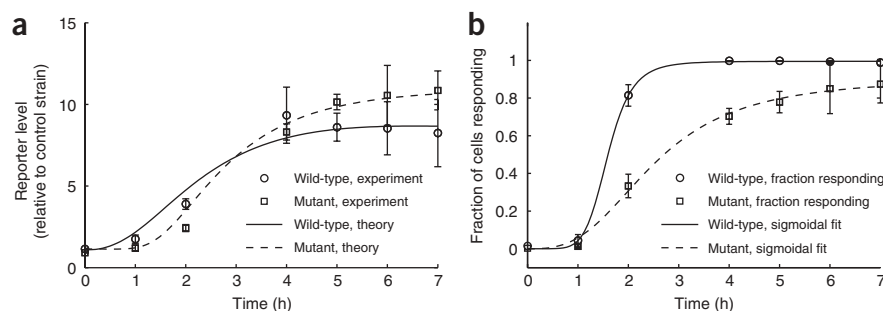 a
15
10
5
0
Reporter level
(relative to control strain)
Wild-type, experiment
Mutant, experiment
Wild-type, theory
Mutant, theory
0 1 2 3 4 5 6 7
Time (h)
b
1
0.8
0.6
0.4
0.2
0
Fraction of cells responding
Wild-type, fraction responding
Mutant, fraction responding
Wild-type, sigmoidal fit
Mutant, sigmoidal fit
0 1 2 3 4 5 6 7
Time (h)